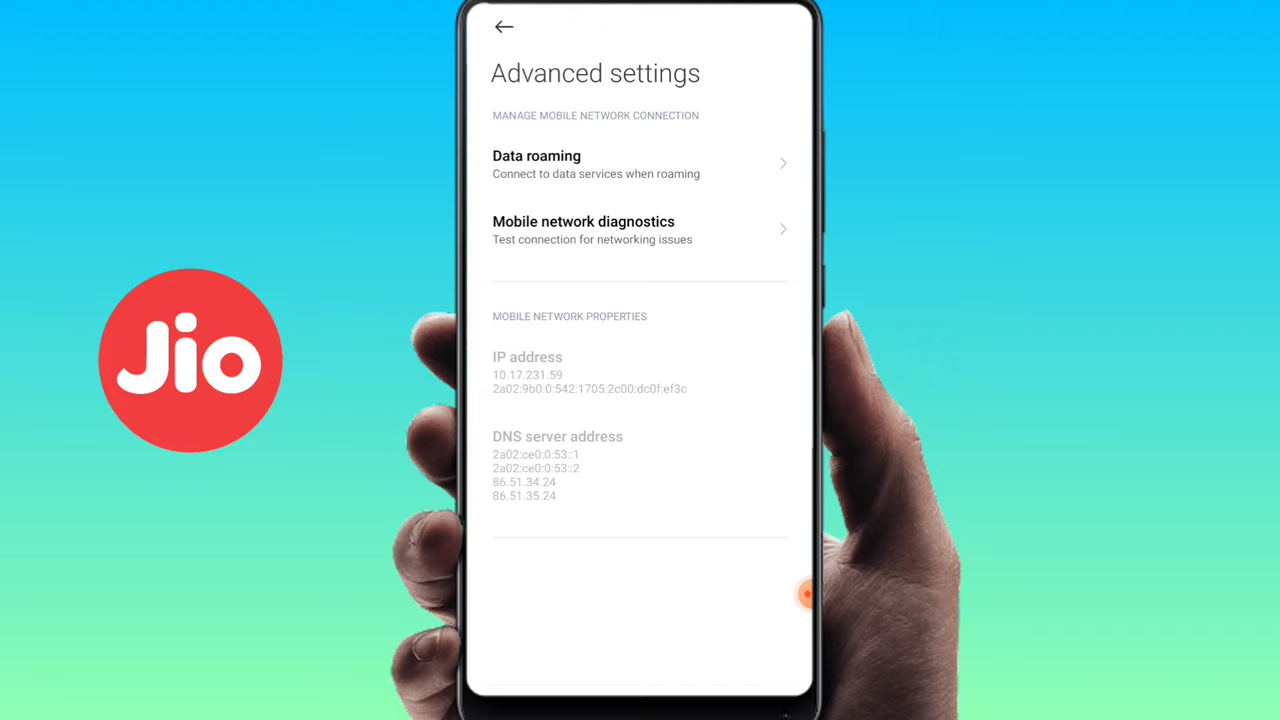 Advanced settings
MANAGE MOBILE NETWORK CONNECTION
Data roaming
Connect to data services when roaming
Mobile network diagnostics
Test connection for networking issues
MOBILE NETWORK PROPERTIES
IP address
10.17.231.59
2a02:9b0:0:542:1705:2c00:dc0f:ef3c
DNS server address
2a02:ce0:0:53::1
2a02:ce0:0:53::2
86.51.34.24
86.51.35.24
Jio